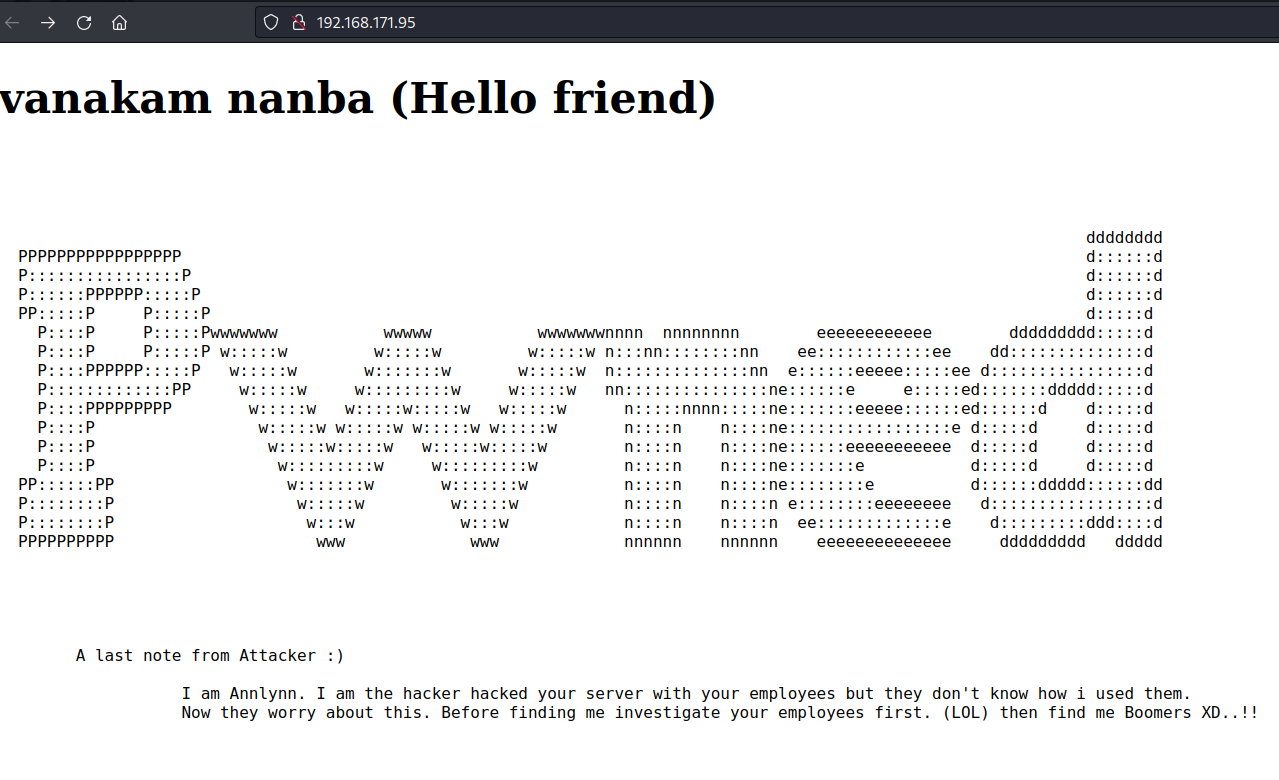 192.168.171.95
vanakam nanba (Hello friend)
                                                                                                               dddddddd
PPPPPPPPPPPPPPPPP                                                                                              d::::::d
P::::::::::::::::P                                                                                             d::::::d
P::::::PPPPPP:::::P                                                                                            d::::::d
PP:::::P     P:::::P                                                                                           d:::::d
  P::::P     P:::::Pwwwwwww           wwwww           wwwwwwwnnnn  nnnnnnnn        eeeeeeeeeeee        ddddddddd:::::d
  P::::P     P:::::P w:::::w         w:::::w         w:::::w n:::nn::::::::nn    ee::::::::::::ee    dd::::::::::::::d
  P::::PPPPPP:::::P   w:::::w       w:::::::w       w:::::w  n::::::::::::::nn  e::::::eeeee:::::ee d::::::::::::::::d
  P:::::::::::::PP     w:::::w     w:::::::::w     w:::::w   nn:::::::::::::::ne::::::e     e:::::ed:::::::ddddd:::::d
  P::::PPPPPPPPP        w:::::w   w:::::w:::::w   w:::::w      n:::::nnnn:::::ne:::::::eeeee::::::ed::::::d    d:::::d
  P::::P                 w:::::w w:::::w w:::::w w:::::w       n::::n    n::::ne:::::::::::::::::e d:::::d     d:::::d
  P::::P                  w:::::w:::::w   w:::::w:::::w        n::::n    n::::ne::::::eeeeeeeeeee  d:::::d     d:::::d
  P::::P                   w:::::::::w     w:::::::::w         n::::n    n::::ne:::::::e           d:::::d     d:::::d
PP::::::PP                  w:::::::w       w:::::::w          n::::n    n::::ne::::::::e          d::::::ddddd::::::dd
P::::::::P                   w:::::w         w:::::w           n::::n    n::::n e::::::::eeeeeeee   d:::::::::::::::::d
P::::::::P                    w:::w           w:::w            n::::n    n::::n  ee:::::::::::::e    d:::::::::ddd::::d
PPPPPPPPPP                     www             www             nnnnnn    nnnnnn    eeeeeeeeeeeeee     ddddddddd   ddddd
A last note from Attacker :)
I am Annlynn. I am the hacker hacked your server with your employees but they don't know how i used them.
Now they worry about this. Before finding me investigate your employees first. (LOL) then find me Boomers XD..!!